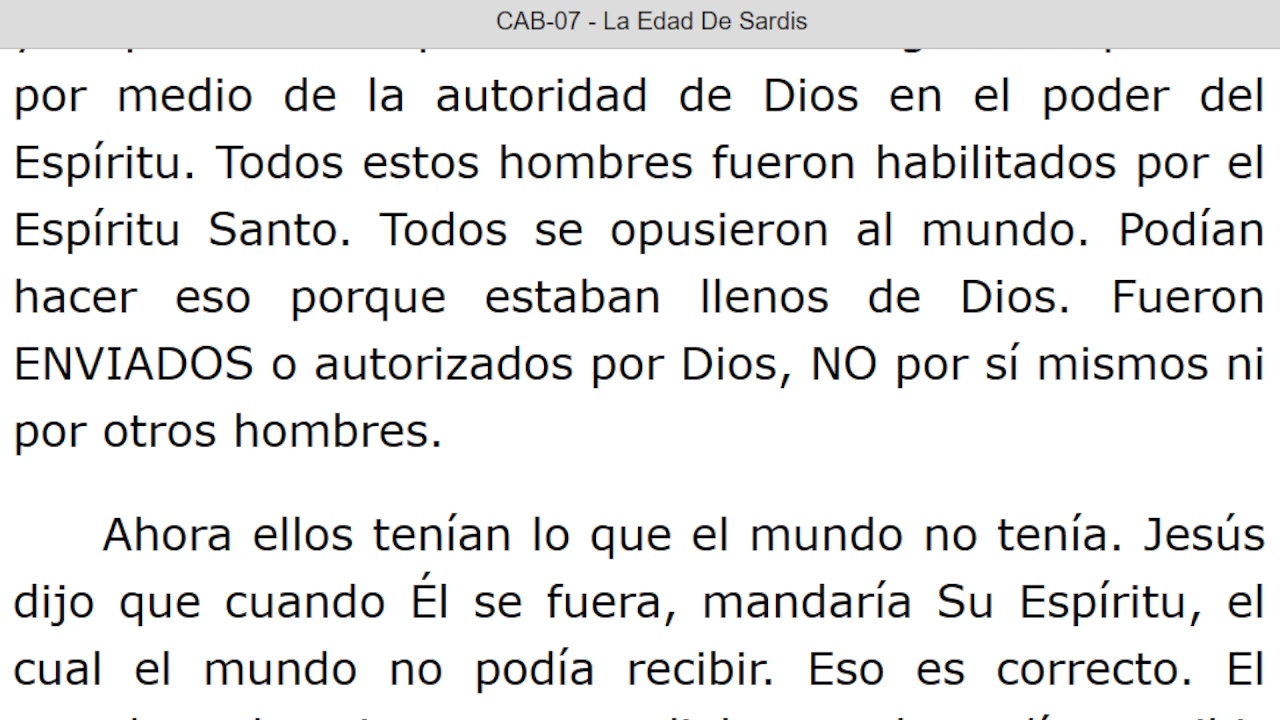 CAB-07 - La Edad De Sardis
por medio de la autoridad de Dios en el poder del
Espíritu. Todos estos hombres fueron habilitados por el
Espíritu Santo. Todos se opusieron al mundo. Podían
hacer eso porque estaban llenos de Dios. Fueron
ENVIADOS o autorizados por Dios, NO por sí mismos ni
por otros hombres.
Ahora ellos tenían lo que el mundo no tenía. Jesús
dijo que cuando Él se fuera, mandaría Su Espíritu, el
cual el mundo no podía recibir. Eso es correcto. El